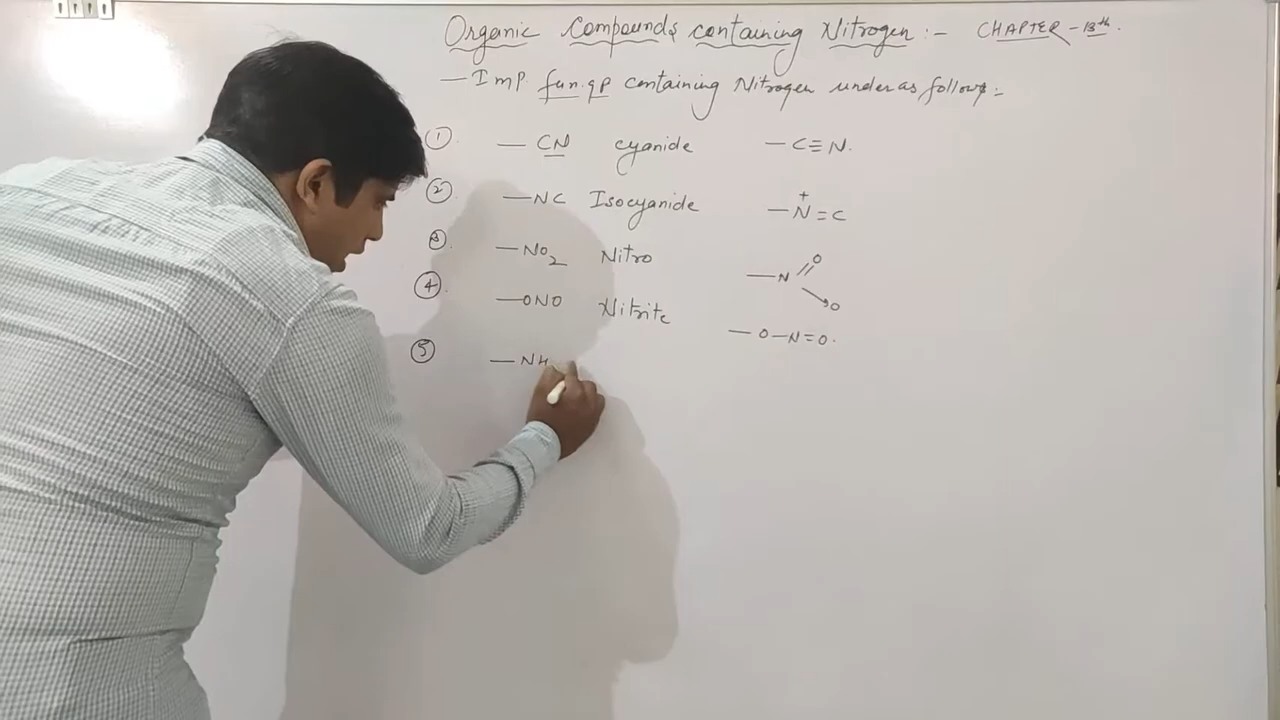 Organic Compounds containing Nitrogen :- CHAPTER-13th.
— Imp. fun. gp containing Nitrogen under as follows:
① — CN cyanide — C≡N.
② — NC Isocyanide — N⁺=C
③. — NO₂ Nitro — N=O →O
④. — ONO Nitrite — O—N=O.
⑤ — NH